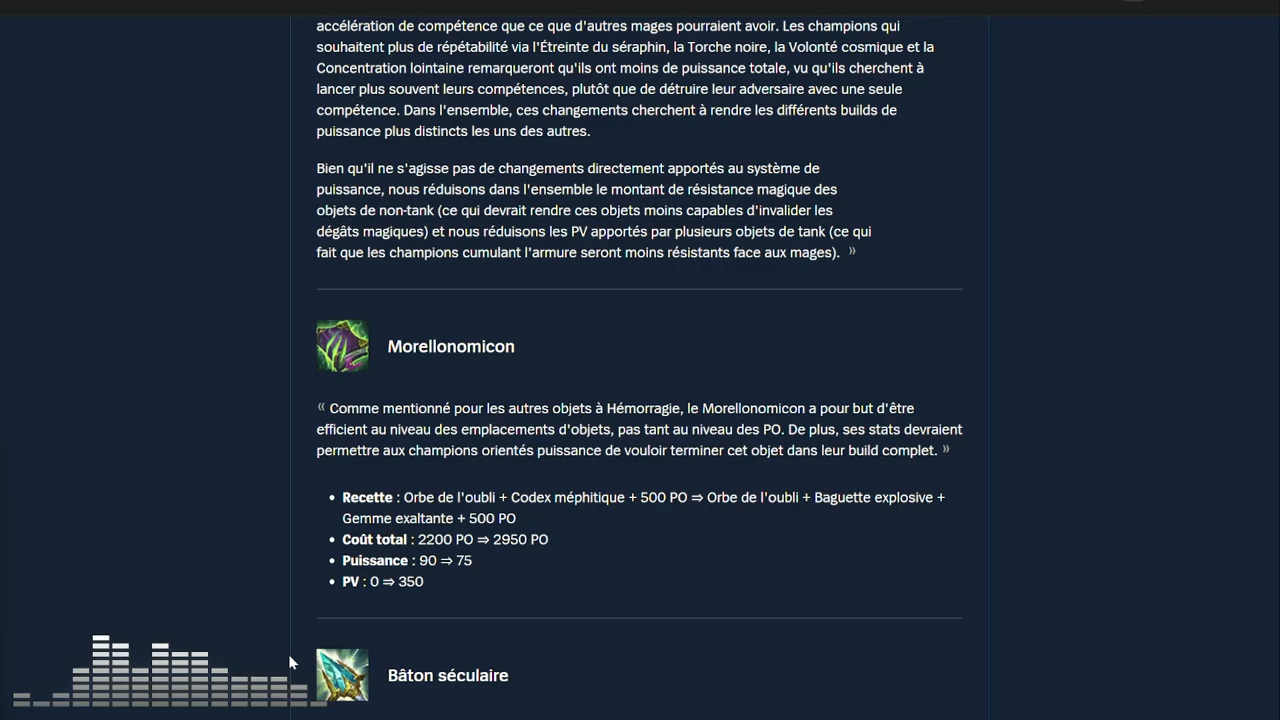 accélération de compétence que ce que d'autres mages pourraient avoir. Les champions qui
souhaitent plus de répétabilité via l'Étreinte du séraphin, la Torche noire, la Volonté cosmique et la
Concentration lointaine remarqueront qu'ils ont moins de puissance totale, vu qu'ils cherchent à
lancer plus souvent leurs compétences, plutôt que de détruire leur adversaire avec une seule
compétence. Dans l'ensemble, ces changements cherchent à rendre les différents builds de
puissance plus distincts les uns des autres.
Bien qu'il ne s'agisse pas de changements directement apportés au système de
puissance, nous réduisons dans l'ensemble le montant de résistance magique des
objets de non-tank (ce qui devrait rendre ces objets moins capables d'invalider les
dégâts magiques) et nous réduisons les PV apportés par plusieurs objets de tank (ce qui
fait que les champions cumulant l'armure seront moins résistants face aux mages). »
Morellonomicon
« Comme mentionné pour les autres objets à Hémorragie, le Morellonomicon a pour but d'être
efficient au niveau des emplacements d'objets, pas tant au niveau des PO. De plus, ses stats devraient
permettre aux champions orientés puissance de vouloir terminer cet objet dans leur build complet. »
• Recette : Orbe de l'oubli + Codex méphitique + 500 PO ⇒ Orbe de l'oubli + Baguette explosive +
Gemme exaltante + 500 PO
• Coût total : 2200 PO ⇒ 2950 PO
• Puissance : 90 ⇒ 75
• PV : 0 ⇒ 350
Bâton séculaire